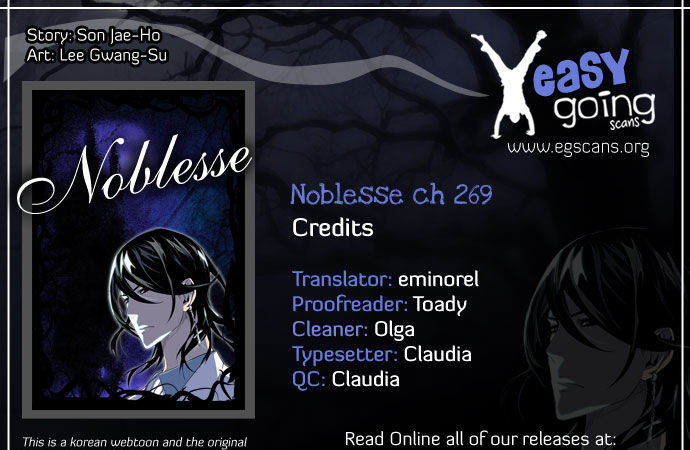 Story: Son Jae-Ho
Art: Lee Gwang-Su
easy
going
scans
www.egscans.org
Noblesse
Noblesse ch 269
Credits
Translator: eminorel
Proofreader: Toady
Cleaner: Olga
Typesetter: Claudia
QC: Claudia
This is a korean webtoon and the original
Read Online all of our releases at: